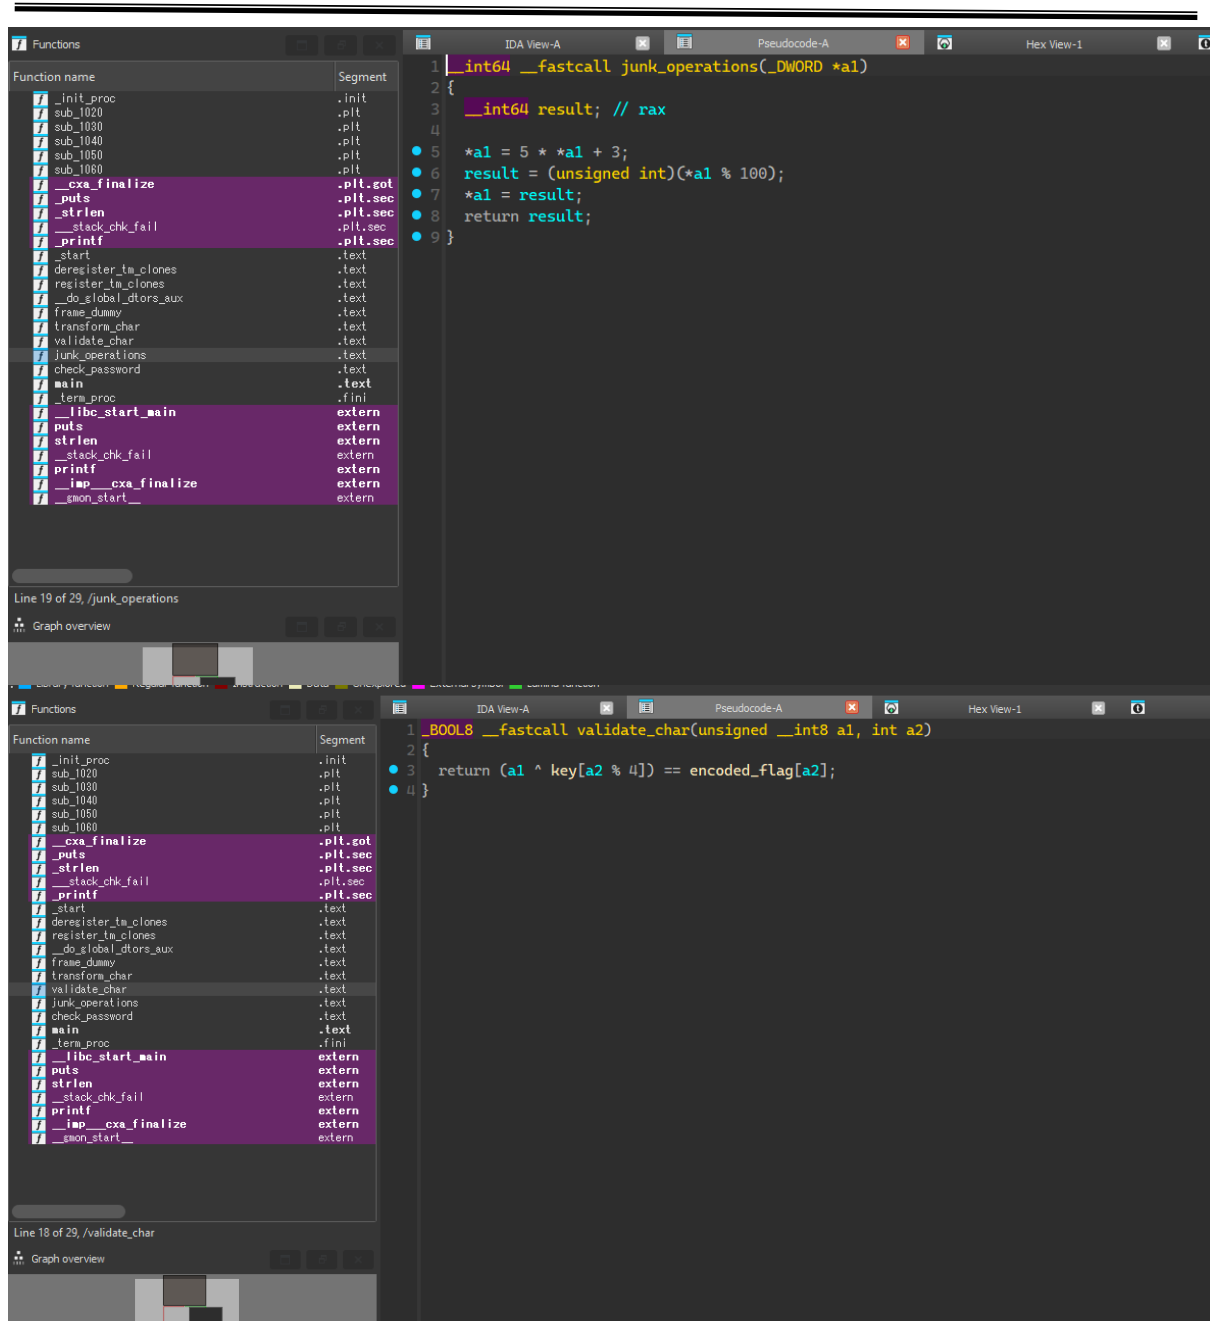 Functions
IDA View-A
Pseudocode-A
Hex View-1
Function name Segment
_init_proc .init
sub_1020 .plt
sub_1030 .plt
sub_1040 .plt
sub_1050 .plt
sub_1060 .plt
__cxa_finalize .plt.got
_puts .plt.sec
_strlen .plt.sec
___stack_chk_fail .plt.sec
_printf .plt.sec
_start .text
deregister_tm_clones .text
register_tm_clones .text
__do_global_dtors_aux .text
frame_dummy .text
transform_char .text
validate_char .text
junk_operations .text
check_password .text
main .text
_term_proc .fini
__libc_start_main extern
puts extern
strlen extern
__stack_chk_fail extern
printf extern
__imp___cxa_finalize extern
__gmon_start__ extern
Line 19 of 29, /junk_operations
Graph overview
1 __int64 __fastcall junk_operations(_DWORD *a1)
2 {
3 __int64 result; // rax
4
5 *a1 = 5 * *a1 + 3;
6 result = (unsigned int)(*a1 % 100);
7 *a1 = result;
8 return result;
9 }
Functions
IDA View-A
Pseudocode-A
Hex View-1
Function name Segment
_init_proc .init
sub_1020 .plt
sub_1030 .plt
sub_1040 .plt
sub_1050 .plt
sub_1060 .plt
__cxa_finalize .plt.got
_puts .plt.sec
_strlen .plt.sec
___stack_chk_fail .plt.sec
_printf .plt.sec
_start .text
deregister_tm_clones .text
register_tm_clones .text
__do_global_dtors_aux .text
frame_dummy .text
transform_char .text
validate_char .text
junk_operations .text
check_password .text
main .text
_term_proc .fini
__libc_start_main extern
puts extern
strlen extern
__stack_chk_fail extern
printf extern
__imp___cxa_finalize extern
__gmon_start__ extern
Line 18 of 29, /validate_char
Graph overview
1 _BOOL8 __fastcall validate_char(unsigned __int8 a1, int a2)
2 {
3 return (a1 ^ key[a2 % 4]) == encoded_flag[a2];
4 }